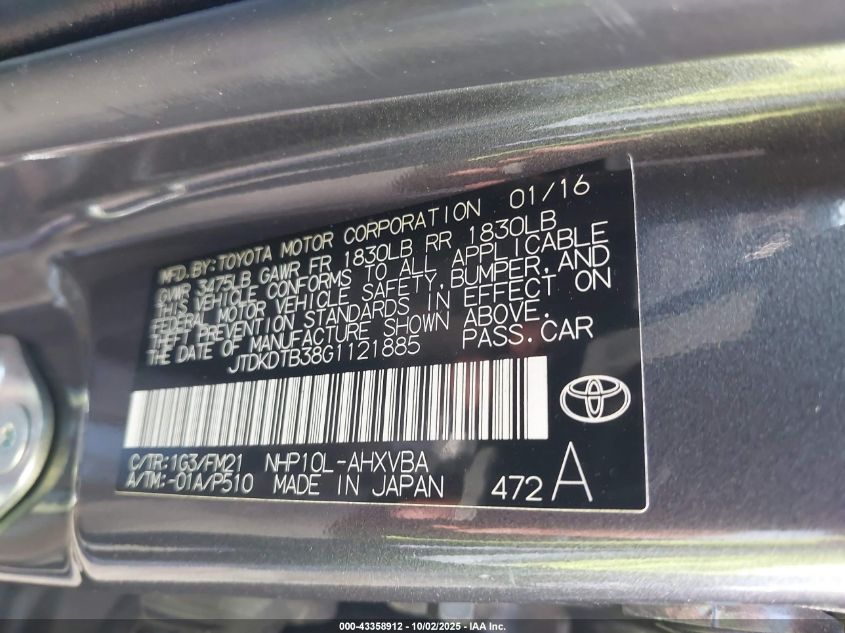 MFD.BY:TOYOTA MOTOR CORPORATION 01/16
GVWR 3475LB GAWR FR 1830LB RR 1830LB
THIS VEHICLE CONFORMS TO ALL APPLICABLE
FEDERAL MOTOR VEHICLE SAFETY,BUMPER,AND
THEFT PREVENTION STANDARDS IN EFFECT ON
THE DATE OF MANUFACTURE SHOWN ABOVE.
JTDKDTB38G1121885 PASS.CAR
C/TR:1G3/FM21 NHP10L-AHXVBA
A/TM:-01A/P510 MADE IN JAPAN 472A
000-43358912 - 10/02/2025 - IAA Inc.